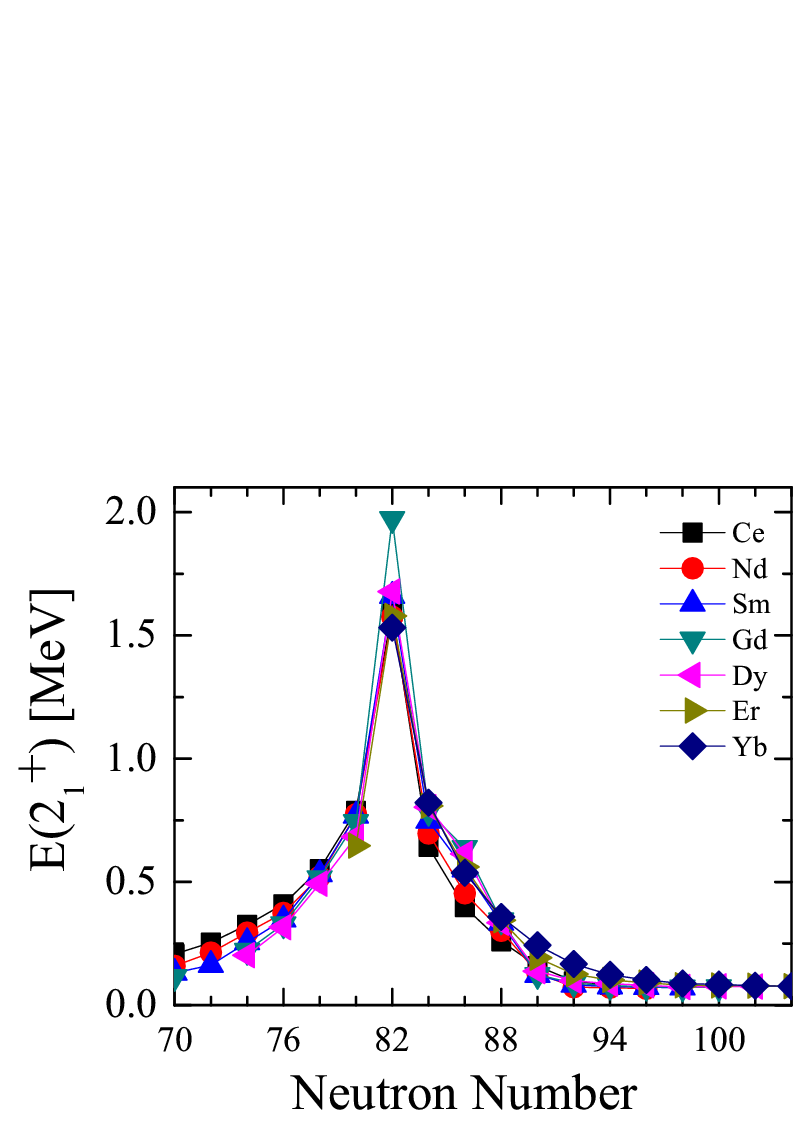 E(2₁⁺) [MeV]
2.0
1.5
1.0
0.5
0.0
Ce
Nd
Sm
Gd
Dy
Er
Yb
70 76 82 88 94 100
Neutron Number